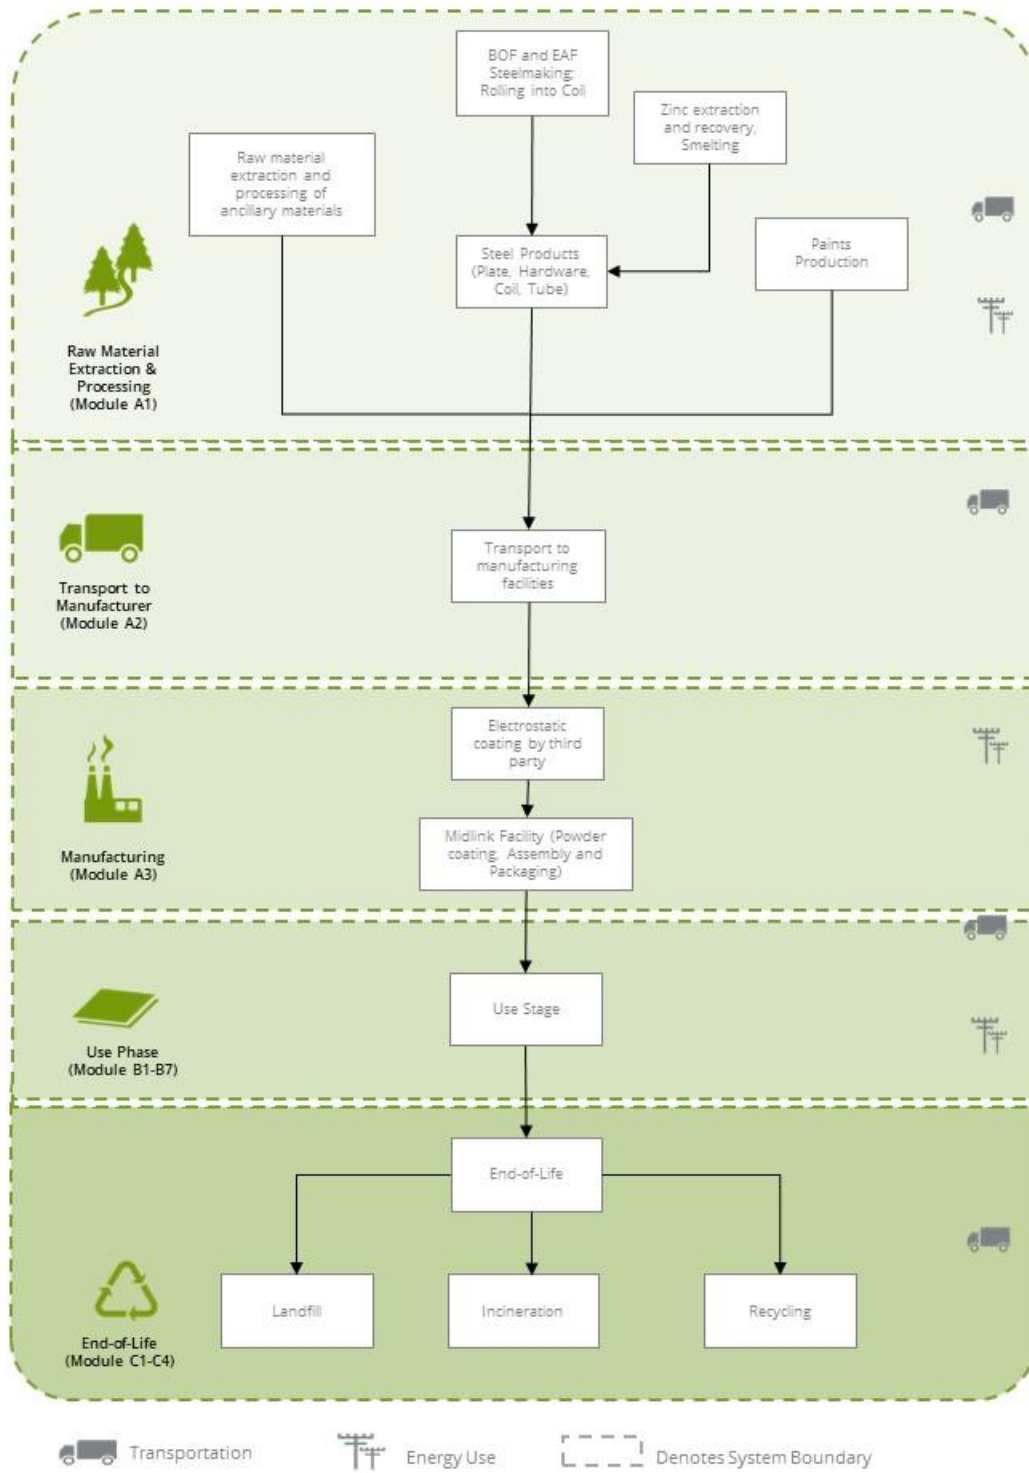 BOF and EAF
Steelmaking;
Rolling into Coil
Zinc extraction
and recovery,
Smelting
Raw material
extraction and
processing of
ancillary materials
Steel Products
(Plate, Hardware,
Coil, Tube)
Paints
Production
Raw Material
Extraction &
Processing
(Module A1)
Transport to
Manufacturer
(Module A2)
Transport to
manufacturing
facilities
Electrostatic
coating by third
party
Midlink Facility (Powder
coating, Assembly and
Packaging)
Manufacturing
(Module A3)
Use Stage
Use Phase
(Module B1-B7)
End-of-Life
Landfill
Incineration
Recycling
End-of-Life
(Module C1-C4)
Transportation
Energy Use
Denotes System Boundary